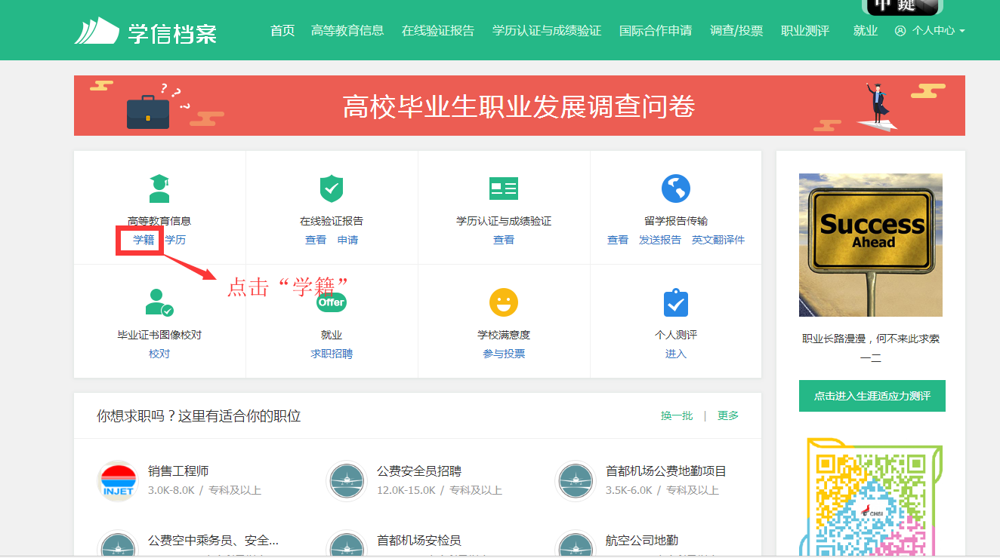 中 鍵
学信档案
首页 高等教育信息 在线验证报告 学历认证与成绩验证 国际合作申请 调查/投票 职业测评 就业 个人中心
? ? ?
高校毕业生职业发展调查问卷
高等教育信息
学籍 学历
在线验证报告
查看 申请
学历认证与成绩验证
查看
留学报告传输
查看 发送报告 英文翻译件
点击“学籍”
毕业证书图像校对
校对
Offer
就业
求职招聘
学校满意度
参与投票
个人测评
进入
Success
Ahead
职业长路漫漫，何不来此求索
一二
点击进入生涯适应力测评
CHSI
你想求职吗？这里有适合你的职位
换一批 | 更多
INJET
销售工程师
3.0K-8.0K / 专科及以上
公费安全员招聘
12.0K-15.0K / 专科及以上
首都机场公费地勤项目
3.5K-6.0K / 专科及以上
公费空中乘务员、安全...
首都机场安检员
航空公司地勤